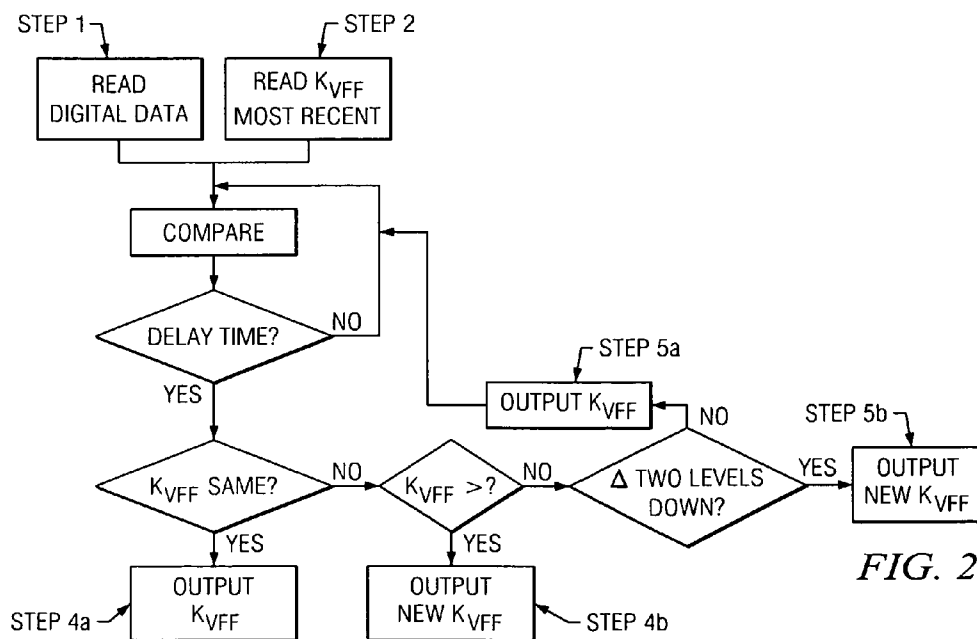 STEP 1
STEP 2
READ
DIGITAL DATA
READ K_VFF
MOST RECENT
COMPARE
DELAY TIME?
NO
YES
STEP 5a
OUTPUT K_VFF
NO
STEP 5b
K_VFF SAME?
NO
K_VFF >?
NO
Δ TWO LEVELS
DOWN?
YES
OUTPUT
NEW K_VFF
YES
YES
FIG. 2
STEP 4a
OUTPUT
K_VFF
OUTPUT
NEW K_VFF
STEP 4b